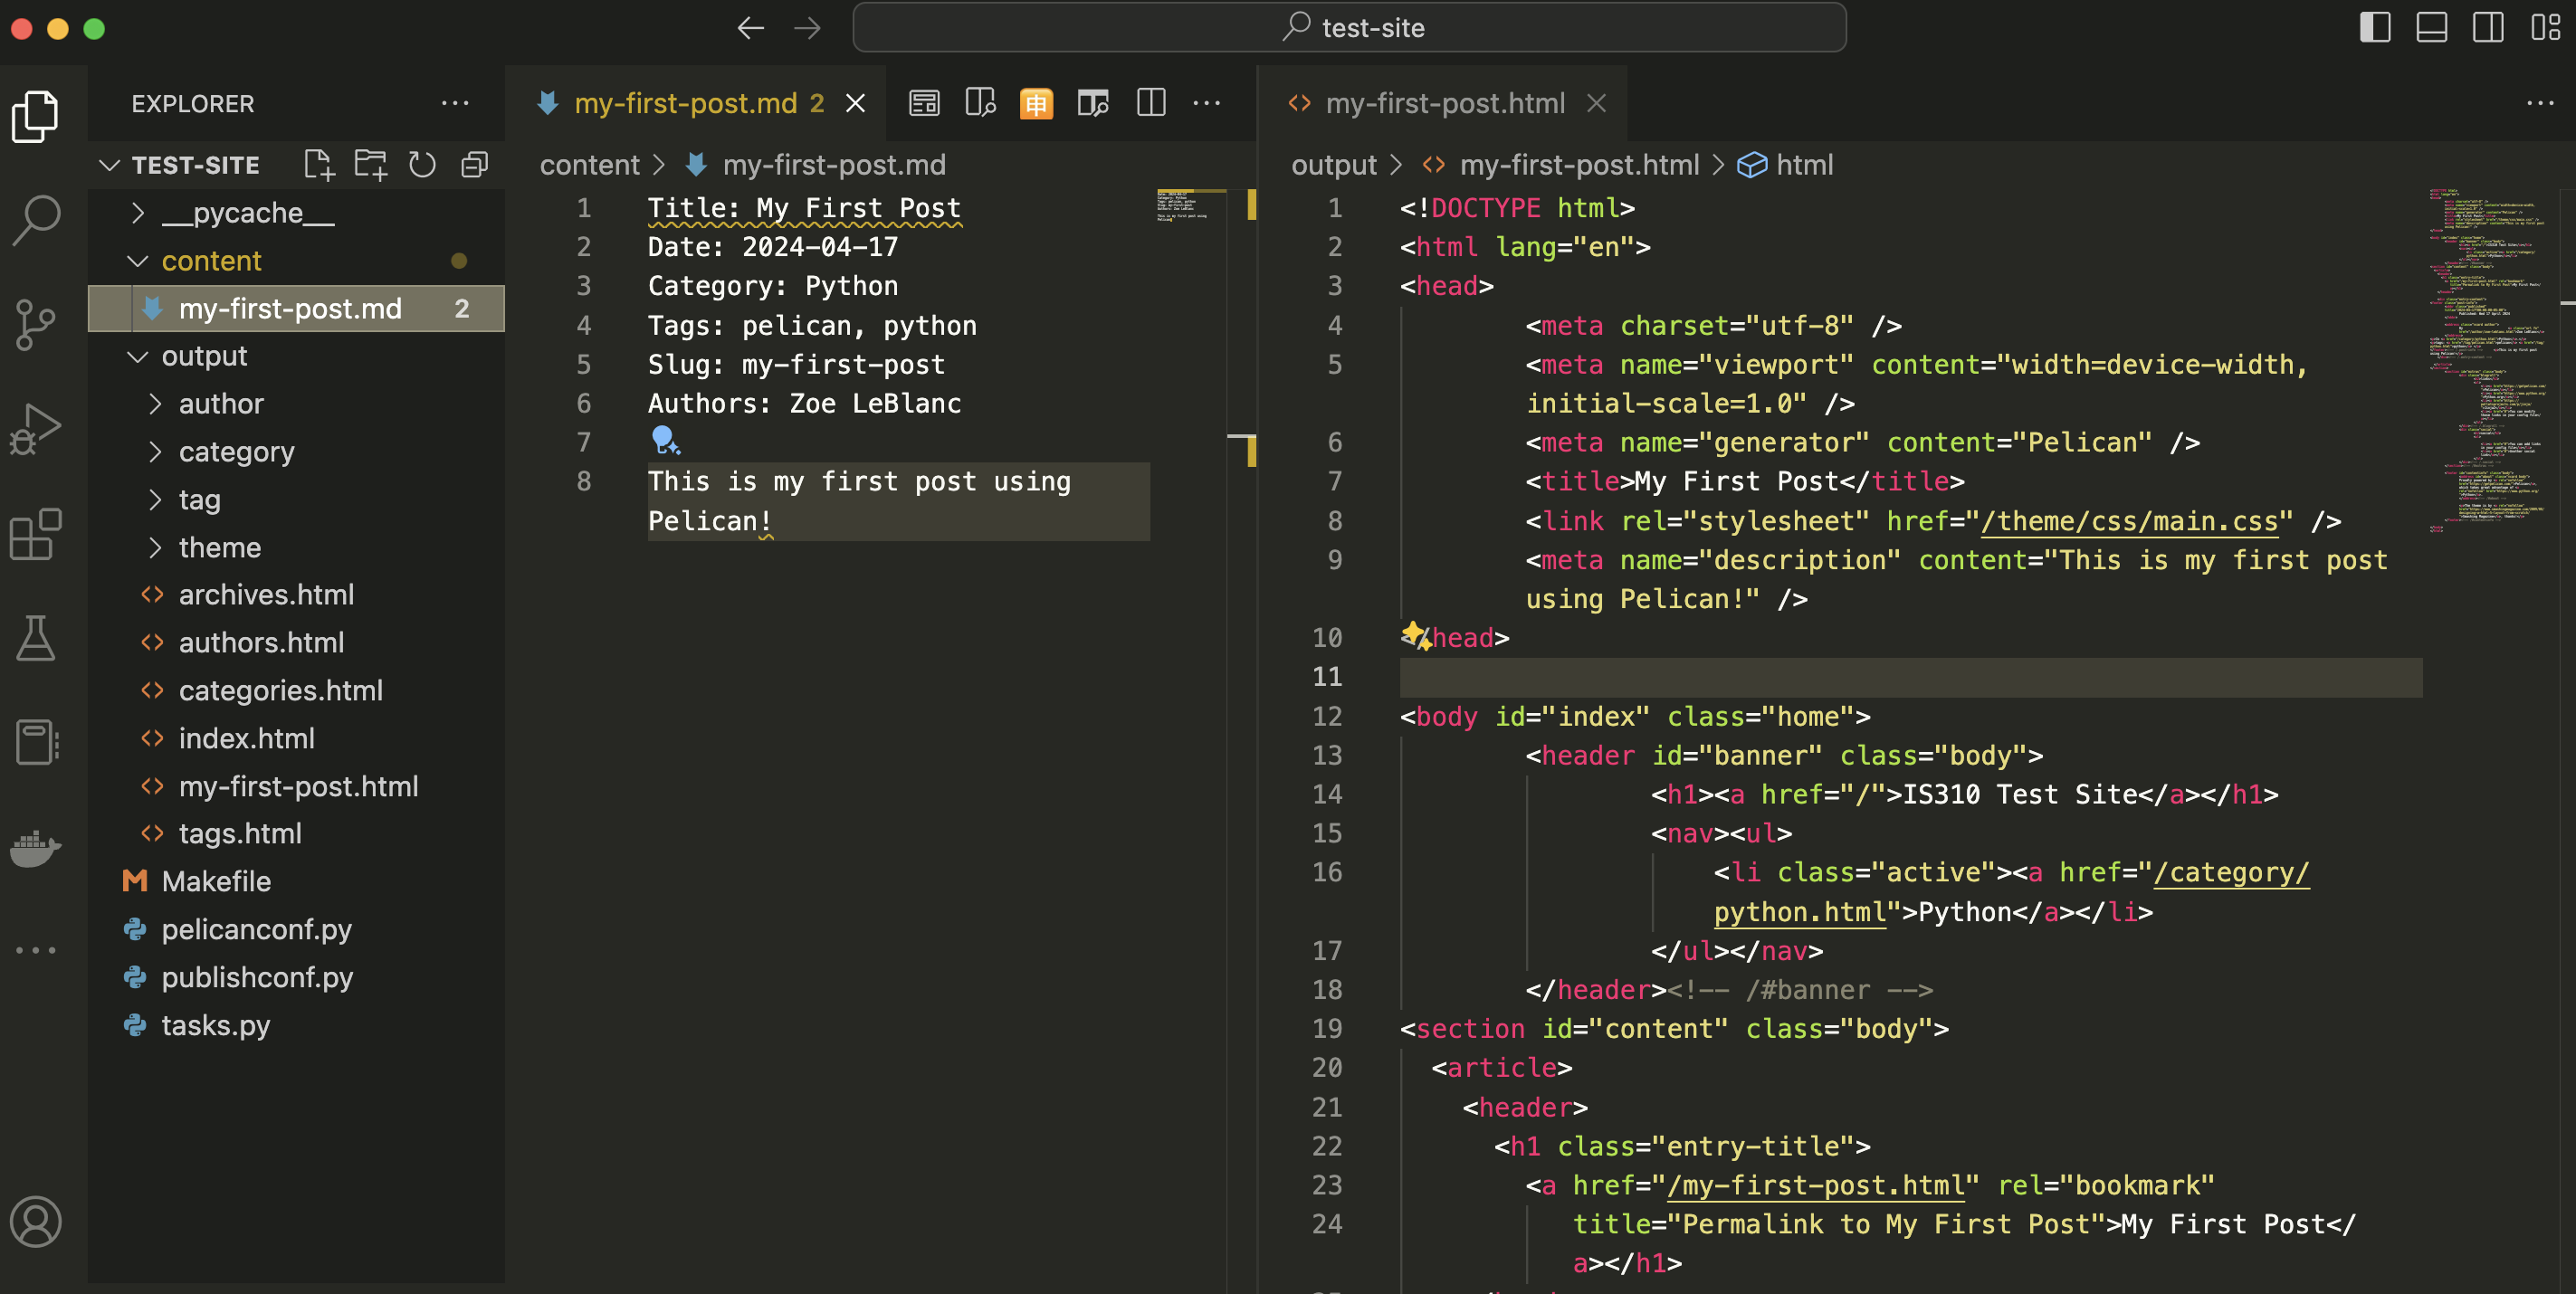 test-site
EXPLORER
TEST-SITE
__pycache__
content
my-first-post.md 2
output
author
category
tag
theme
archives.html
authors.html
categories.html
index.html
my-first-post.html
tags.html
Makefile
pelicanconf.py
publishconf.py
tasks.py
my-first-post.md 2
申
content > my-first-post.md
1 Title: My First Post
2 Date: 2024-04-17
3 Category: Python
4 Tags: pelican, python
5 Slug: my-first-post
6 Authors: Zoe LeBlanc
7
8 This is my first post using
Pelican!
my-first-post.html
output > my-first-post.html > html
1 <!DOCTYPE html>
2 <html lang="en">
3 <head>
4 <meta charset="utf-8" />
5 <meta name="viewport" content="width=device-width,
initial-scale=1.0" />
6 <meta name="generator" content="Pelican" />
7 <title>My First Post</title>
8 <link rel="stylesheet" href="/theme/css/main.css" />
9 <meta name="description" content="This is my first post
using Pelican!" />
10 </head>
11
12 <body id="index" class="home">
13 <header id="banner" class="body">
14 <h1><a href="/">IS310 Test Site</a></h1>
15 <nav><ul>
16 <li class="active"><a href="/category/
python.html">Python</a></li>
17 </ul></nav>
18 </header><!-- /#banner -->
19 <section id="content" class="body">
20 <article>
21 <header>
22 <h1 class="entry-title">
23 <a href="/my-first-post.html" rel="bookmark"
24 title="Permalink to My First Post">My First Post</
a></h1>